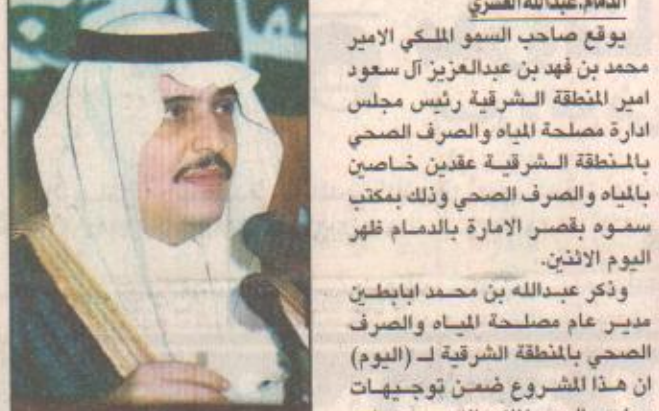 الدمام، عبدالله القسري
يوقع صاحب السمو الملكي الامير
محمد بن فهد بن عبدالعزيز آل سعود
امير المنطقة الشرقية رئيس مجلس
ادارة مصلحة المياه والصرف الصحي
بالمنطقة الشرقية عقدين خاصين
بالمياه والصرف الصحي وذلك بمكتب
سموه بقصر الامارة بالدمام ظهر
اليوم الاثنين.
وذكر عبدالله بن محمد ابابطين
مدير عام مصلحة المياه والصرف
الصحي بالمنطقة الشرقية لـ (اليوم)
ان هذا المشروع ضمن توجيهات